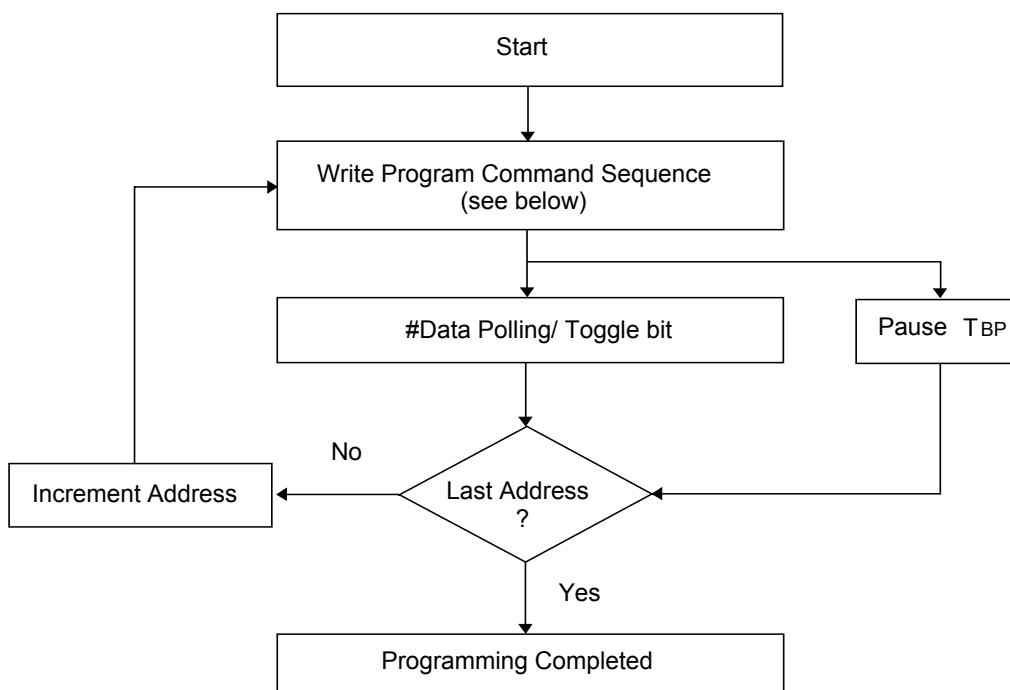 Start
Write Program Command Sequence
(see below)
#Data Polling/ Toggle bit
Pause TBP
No
Increment Address
Last Address
?
Yes
Programming Completed